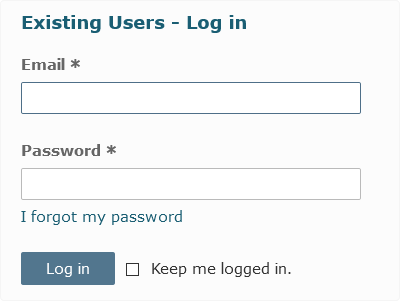 Existing Users - Log in
Email *
Password *
I forgot my password
Log in
Keep me logged in.